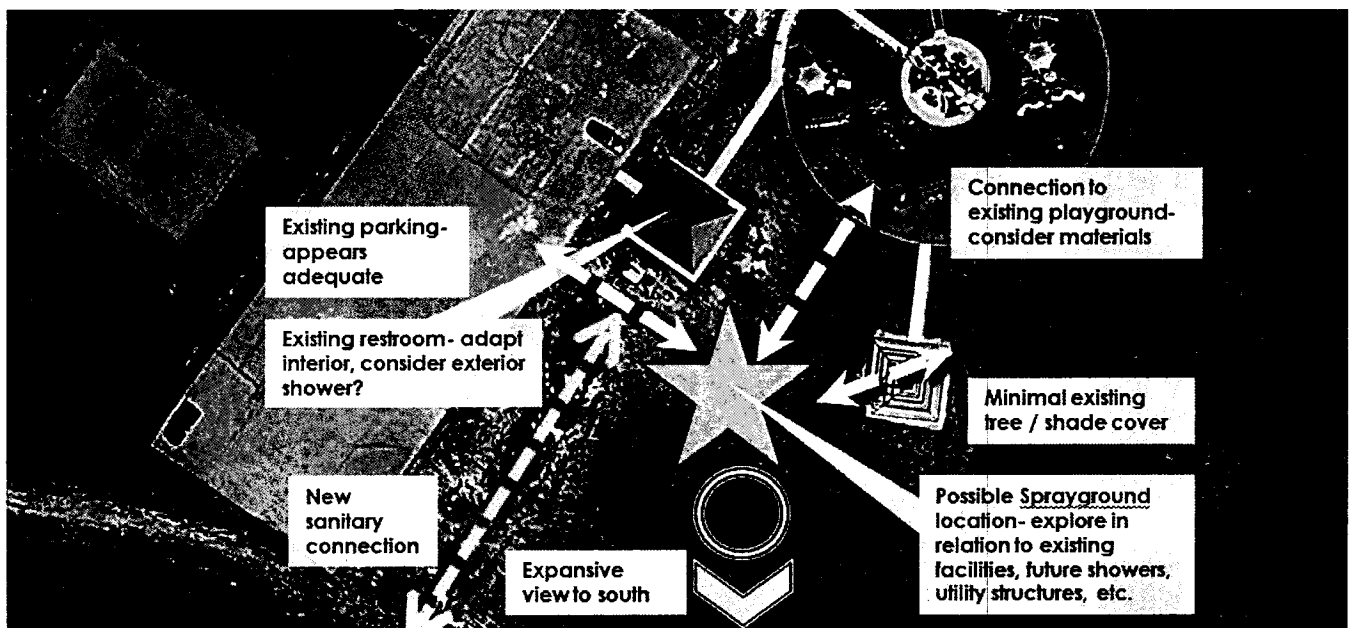 Connection to
existing playground-
consider materials
Existing parking-
appears
adequate
Existing restroom- adapt
interior, consider exterior
shower?
Minimal existing
tree / shade cover
New
sanitary
connection
Expansive
view to south
Possible Sprayground
location- explore in
relation to existing
facilities, future showers,
utility structures, etc.